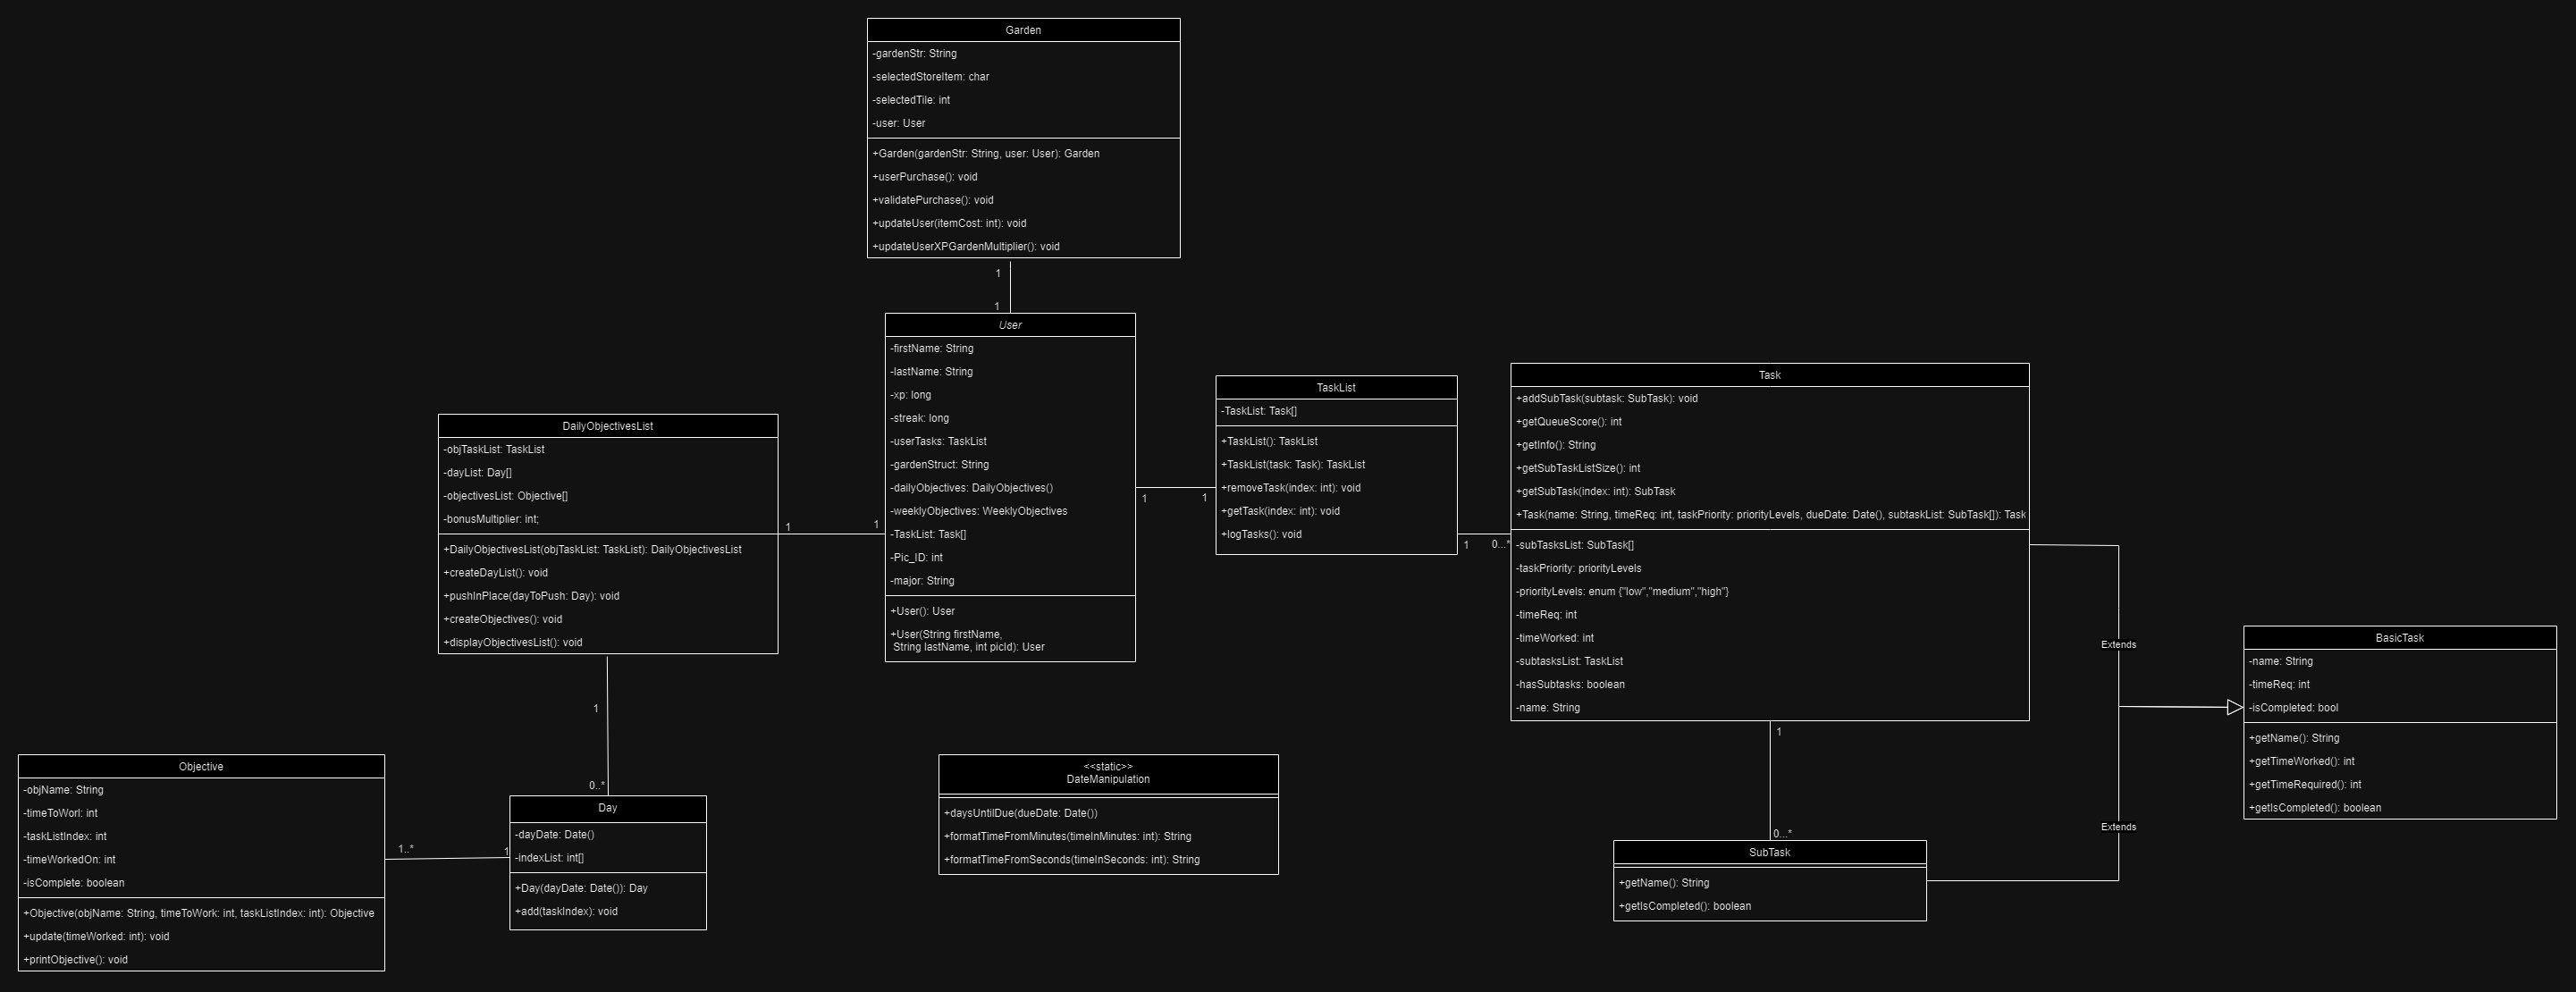 Garden
-gardenStr: String
-selectedStoreItem: char
-selectedTile: int
-user: User
+Garden(gardenStr: String, user: User): Garden
+userPurchase(): void
+validatePurchase(): void
+updateUser(itemCost: int): void
+updateUserXPGardenMultiplier(): void
1
1
User
-firstName: String
-lastName: String
-xp: long
-streak: long
-userTasks: TaskList
-gardenStruct: String
-dailyObjectives: DailyObjectives()
-weeklyObjectives: WeeklyObjectives
-TaskList: Task[]
-Pic_ID: int
-major: String
+User(): User
+User(String firstName,
String lastName, int picId): User
1
1
TaskList
-TaskList: Task[]
+TaskList(): TaskList
+TaskList(task: Task): TaskList
+removeTask(index: int): void
+getTask(index: int): void
+logTasks(): void
1
0...*
Task
+addSubTask(subtask: SubTask): void
+getQueueScore(): int
+getInfo(): String
+getSubTaskListSize(): int
+getSubTask(index: int): SubTask
+Task(name: String, timeReq: int, taskPriority: priorityLevels, dueDate: Date(), subtaskList: SubTask[]): Task
-subTasksList: SubTask[]
-taskPriority: priorityLevels
-priorityLevels: enum {"low","medium","high"}
-timeReq: int
-timeWorked: int
-subtasksList: TaskList
-hasSubtasks: boolean
-name: String
1
0...*
SubTask
+getName(): String
+getIsCompleted(): boolean
Extends
Extends
BasicTask
-name: String
-timeReq: int
-isCompleted: bool
+getName(): String
+getTimeWorked(): int
+getTimeRequired(): int
+getIsCompleted(): boolean
DailyObjectivesList
-objTaskList: TaskList
-dayList: Day[]
-objectivesList: Objective[]
-bonusMultiplier: int;
+DailyObjectivesList(objTaskList: TaskList): DailyObjectivesList
+createDayList(): void
+pushInPlace(dayToPush: Day): void
+createObjectives(): void
+displayObjectivesList(): void
1
1
1
0..*
Day
-dayDate: Date()
-indexList: int[]
+Day(dayDate: Date()): Day
+add(taskIndex): void
1..*
1
Objective
-objName: String
-timeToWorl: int
-taskListIndex: int
-timeWorkedOn: int
-isComplete: boolean
+Objective(objName: String, timeToWork: int, taskListIndex: int): Objective
+update(timeWorked: int): void
+printObjective(): void
<<static>>
DateManipulation
+daysUntilDue(dueDate: Date())
+formatTimeFromMinutes(timeInMinutes: int): String
+formatTimeFromSeconds(timeInSeconds: int): String